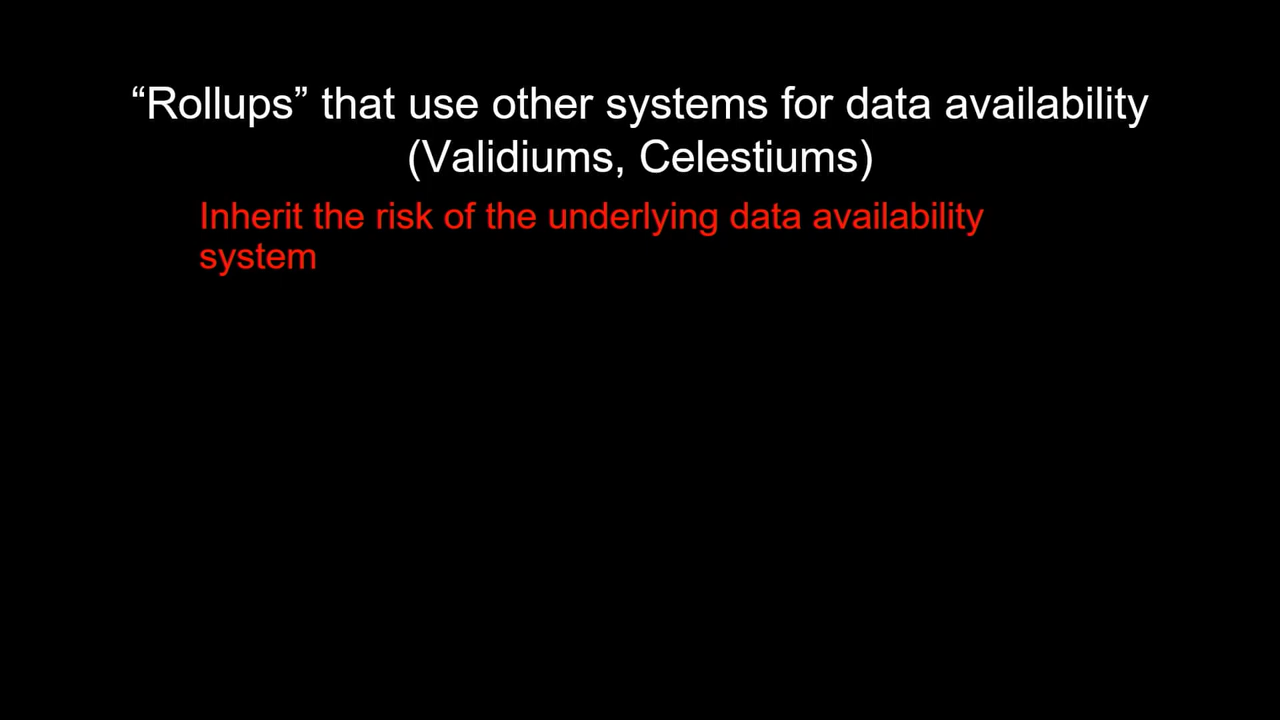 “Rollups” that use other systems for data availability
(Validiums, Celestiums)
Inherit the risk of the underlying data availability
system